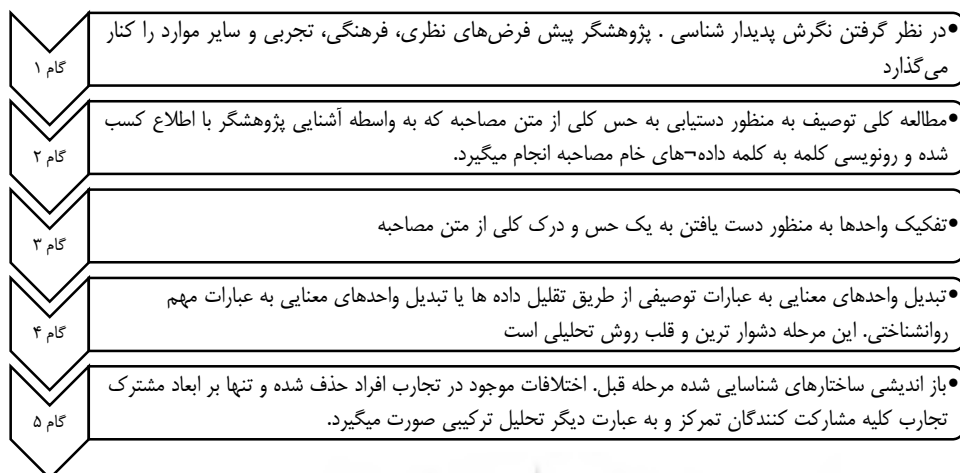 •در نظر گرفتن نگرش پدیدار شناسی . پژوهشگر پیش فرض‌های نظری، فرهنگی، تجربی و سایر موارد را کنار
می‌گذارد
گام ۱
•مطالعه کلی توصیف به منظور دستیابی به حس کلی از متن مصاحبه که به واسطه آشنایی پژوهشگر با اطلاع کسب
شده و رونویسی کلمه به کلمه داده¬های خام مصاحبه انجام میگیرد.
گام ۲
•تفکیک واحدها به منظور دست یافتن به یک حس و درک کلی از متن مصاحبه
گام ۳
•تبدیل واحدهای معنایی به عبارات توصیفی از طریق تقلیل داده ها یا تبدیل واحدهای معنایی به عبارات مهم
روانشناختی. این مرحله دشوار ترین و قلب روش تحلیلی است
گام ۴
•باز اندیشی ساختارهای شناسایی شده مرحله قبل. اختلافات موجود در تجارب افراد حذف شده و تنها بر ابعاد مشترک
تجارب کلیه مشارکت کنندگان تمرکز و به عبارت دیگر تحلیل ترکیبی صورت میگیرد.
گام ۵